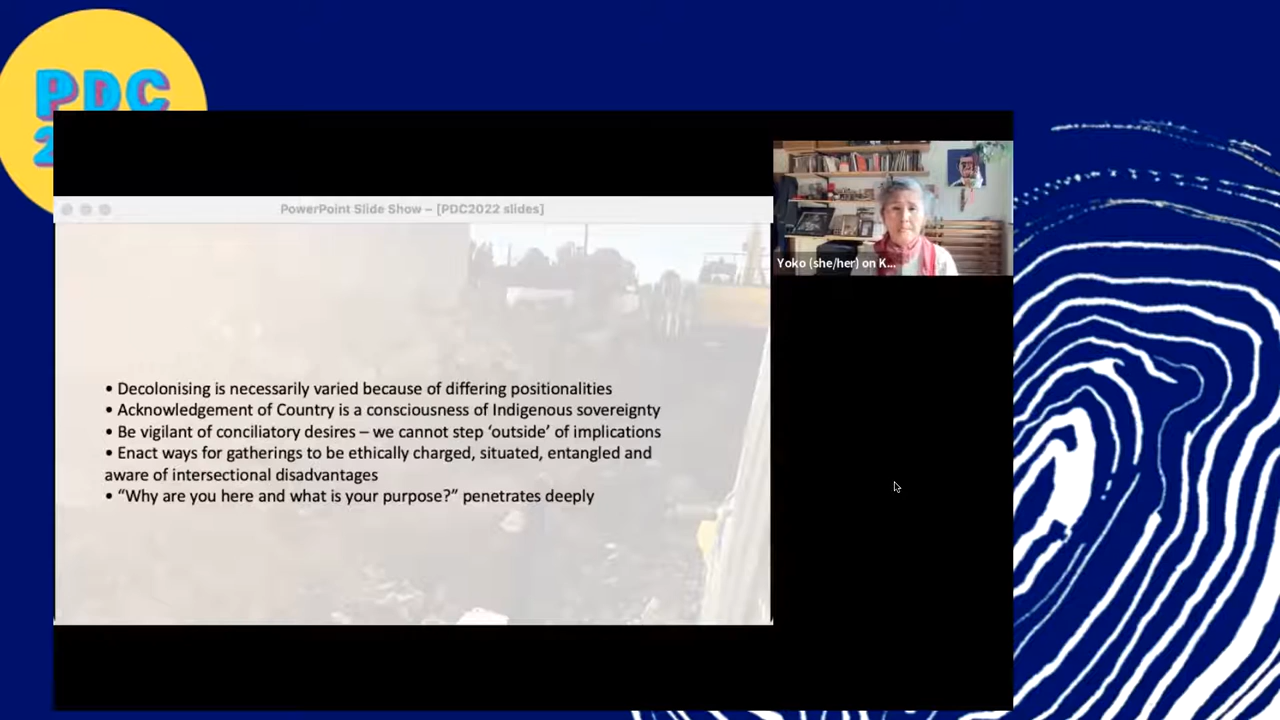 PDC
2
PowerPoint Slide Show – [PDC2022 slides]
Yoko (she/her) on K...
• Decolonising is necessarily varied because of differing positionalities
• Acknowledgement of Country is a consciousness of Indigenous sovereignty
• Be vigilant of conciliatory desires – we cannot step ‘outside’ of implications
• Enact ways for gatherings to be ethically charged, situated, entangled and
aware of intersectional disadvantages
• “Why are you here and what is your purpose?” penetrates deeply